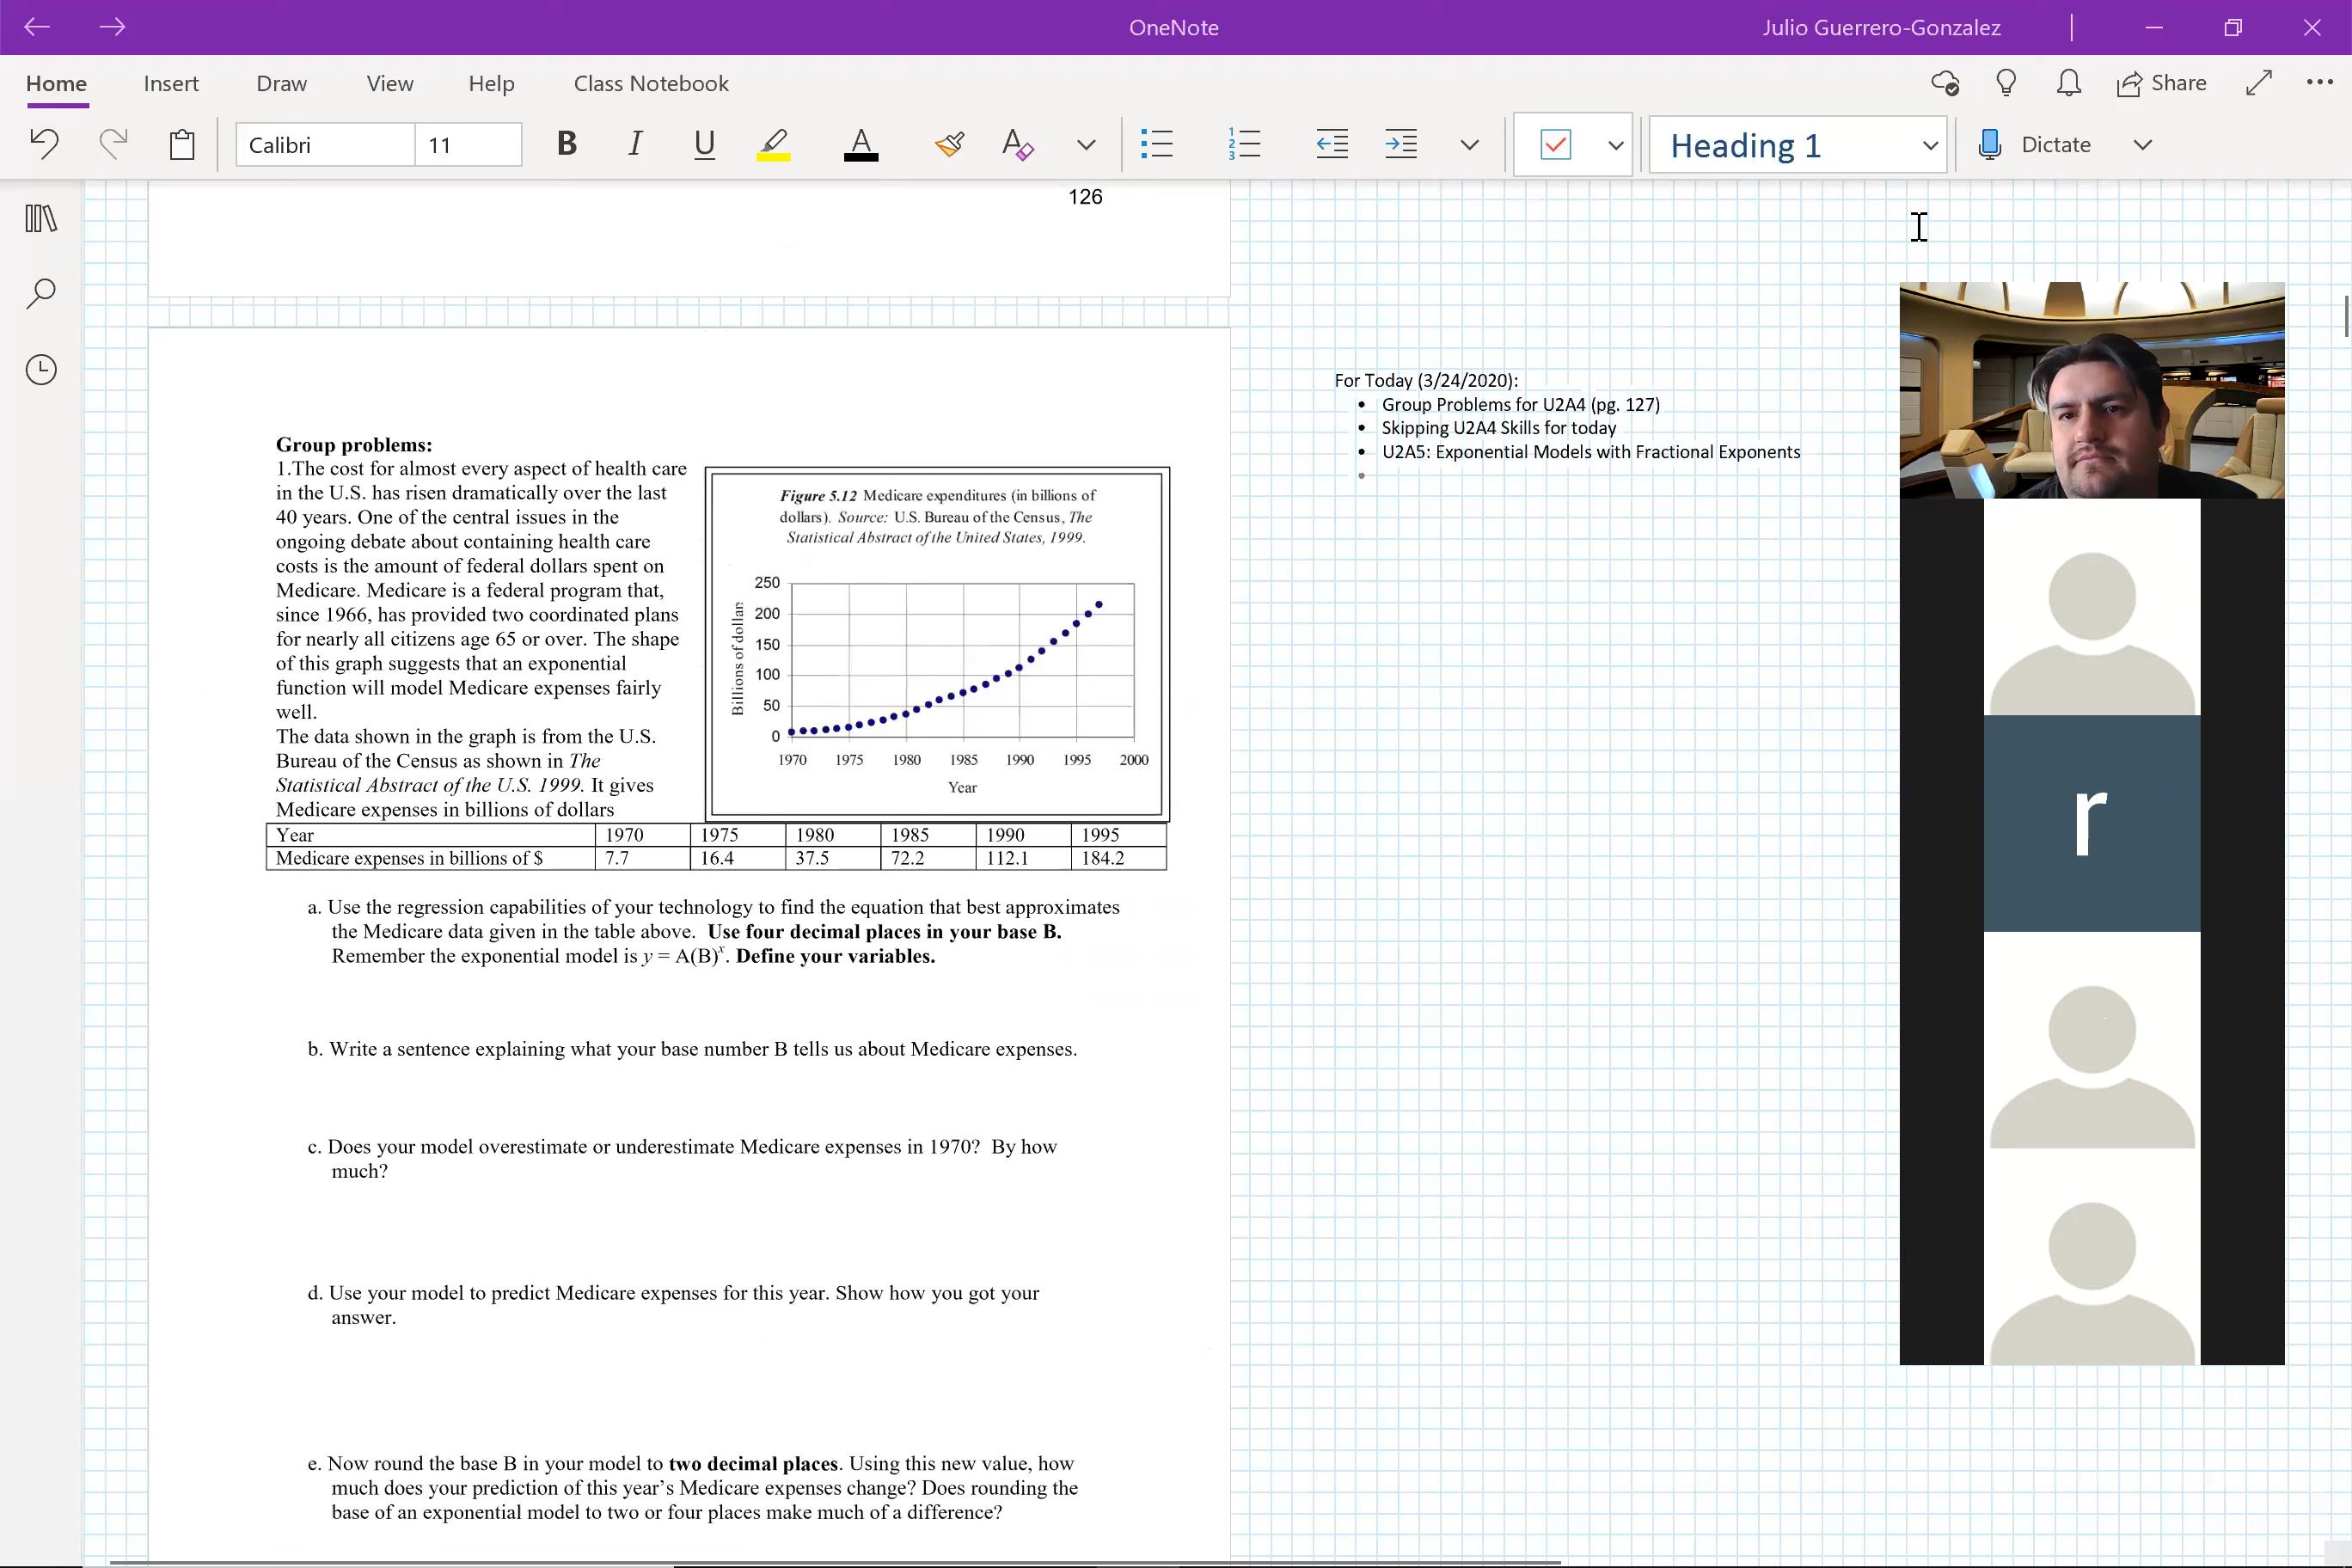 OneNote
Julio Guerrero-Gonzalez
Home Insert Draw View Help Class Notebook
Share
Calibri 11 B I U A A Heading 1 Dictate
126
For Today (3/24/2020):
• Group Problems for U2A4 (pg. 127)
• Skipping U2A4 Skills for today
• U2A5: Exponential Models with Fractional Exponents
•
Group problems:
1.The cost for almost every aspect of health care
in the U.S. has risen dramatically over the last
40 years. One of the central issues in the
ongoing debate about containing health care
costs is the amount of federal dollars spent on
Medicare. Medicare is a federal program that,
since 1966, has provided two coordinated plans
for nearly all citizens age 65 or over. The shape
of this graph suggests that an exponential
function will model Medicare expenses fairly
well.
The data shown in the graph is from the U.S.
Bureau of the Census as shown in The
Statistical Abstract of the U.S. 1999. It gives
Medicare expenses in billions of dollars
Figure 5.12 Medicare expenditures (in billions of
dollars). Source: U.S. Bureau of the Census, The
Statistical Abstract of the United States, 1999.
Billions of dollars
250
200
150
100
50
0
1970 1975 1980 1985 1990 1995 2000
Year
Year 1970 1975 1980 1985 1990 1995
Medicare expenses in billions of $ 7.7 16.4 37.5 72.2 112.1 184.2
a. Use the regression capabilities of your technology to find the equation that best approximates
the Medicare data given in the table above. Use four decimal places in your base B.
Remember the exponential model is y = A(B)ˣ. Define your variables.
b. Write a sentence explaining what your base number B tells us about Medicare expenses.
c. Does your model overestimate or underestimate Medicare expenses in 1970? By how
much?
d. Use your model to predict Medicare expenses for this year. Show how you got your
answer.
e. Now round the base B in your model to two decimal places. Using this new value, how
much does your prediction of this year's Medicare expenses change? Does rounding the
base of an exponential model to two or four places make much of a difference?
r